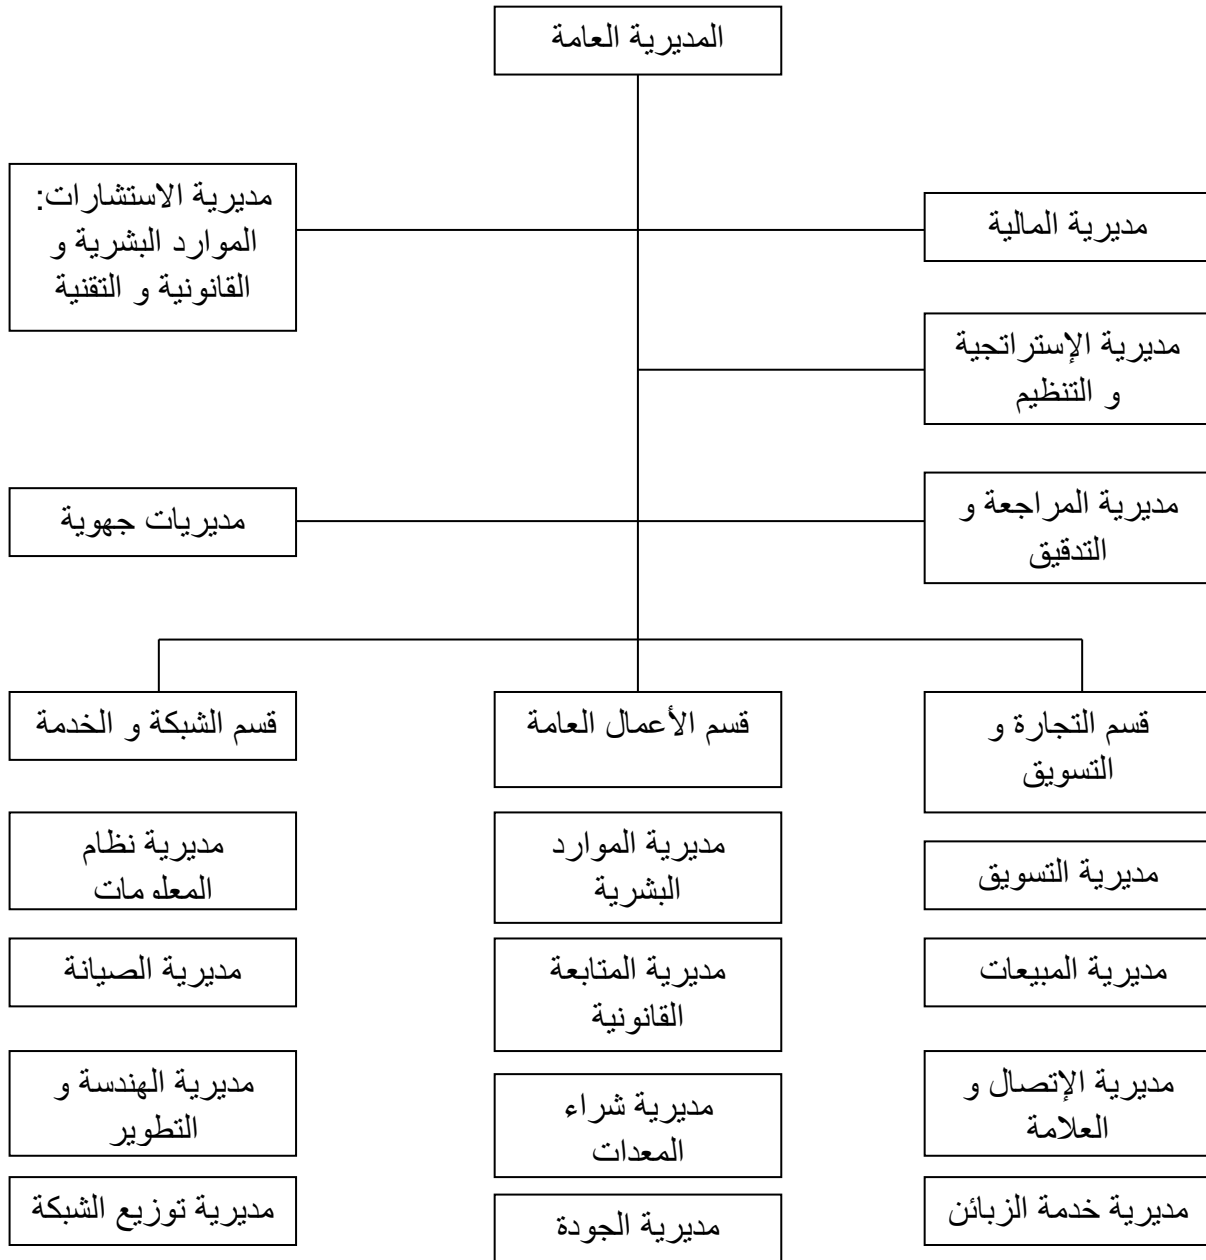 المديرية العامة
مديرية الاستشارات:
الموارد البشرية و
القانونية و التقنية
مديرية المالية
مديرية الإستراتجية
و التنظيم
مديريات جهوية
مديرية المراجعة و
التدقيق
قسم التجارة و
التسويق
قسم الأعمال العامة
قسم الشبكة و الخدمة
مديرية التسويق
مديرية الموارد
البشرية
مديرية نظام
المعلومات
مديرية المبيعات
مديرية المتابعة
القانونية
مديرية الصيانة
مديرية الإتصال و
العلامة
مديرية شراء
المعدات
مديرية الهندسة و
التطوير
مديرية خدمة الزبائن
مديرية الجودة
مديرية توزيع الشبكة